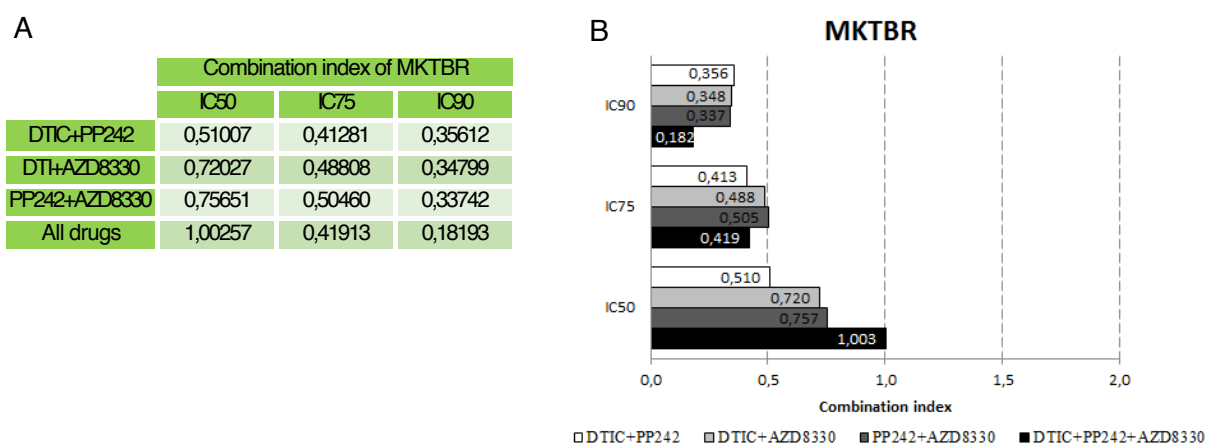 A
Combination index of MKTBR
IC50 IC75 IC90
DTIC+PP242 0,51007 0,41281 0,35612
DTI+AZD8330 0,72027 0,48808 0,34799
PP242+AZD8330 0,75651 0,50460 0,33742
All drugs 1,00257 0,41913 0,18193
B
MKTBR
0,356
0,348
IC90
0,337
0,182
0,413
0,488
IC75
0,505
0,419
0,510
0,720
IC50
0,757
1,003
0,0 0,5 1,0 1,5 2,0
Combination index
DTIC+PP242 DTIC+AZD8330 PP242+AZD8330 DTIC+PP242+AZD8330